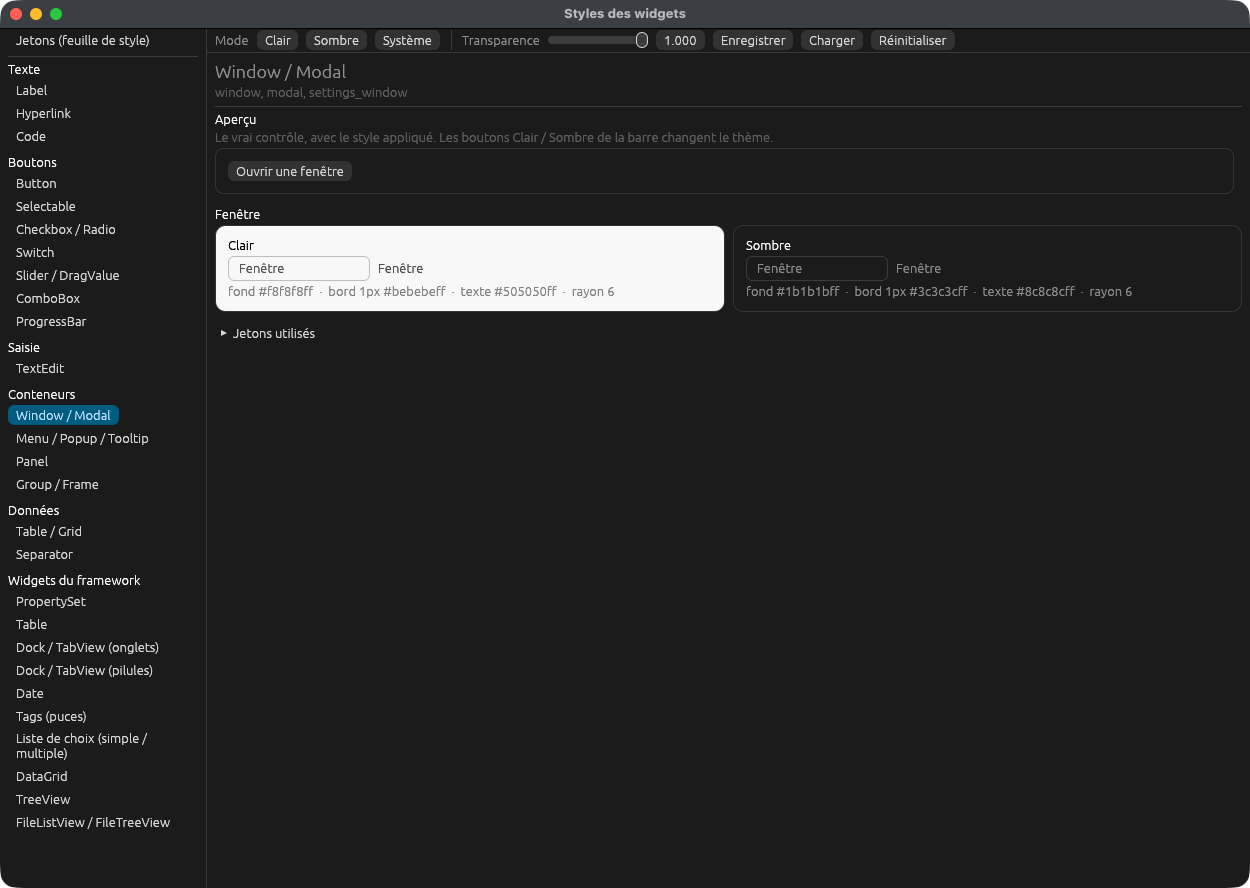 Styles des widgets
Jetons (feuille de style)
Mode Clair Sombre Système Transparence 1.000 Enregistrer Charger Réinitialiser
Texte
Label
Hyperlink
Code
Boutons
Button
Selectable
Checkbox / Radio
Switch
Slider / DragValue
ComboBox
ProgressBar
Saisie
TextEdit
Conteneurs
Window / Modal
Menu / Popup / Tooltip
Panel
Group / Frame
Données
Table / Grid
Separator
Widgets du framework
PropertySet
Table
Dock / TabView (onglets)
Dock / TabView (pilules)
Date
Tags (puces)
Liste de choix (simple /
multiple)
DataGrid
TreeView
FileListView / FileTreeView
Window / Modal
window, modal, settings_window
Aperçu
Le vrai contrôle, avec le style appliqué. Les boutons Clair / Sombre de la barre changent le thème.
Ouvrir une fenêtre
Fenêtre
Clair
Fenêtre Fenêtre
fond #f8f8f8ff · bord 1px #bebebeff · texte #505050ff · rayon 6
Sombre
Fenêtre Fenêtre
fond #1b1b1bff · bord 1px #3c3c3cff · texte #8c8c8cff · rayon 6
▸ Jetons utilisés